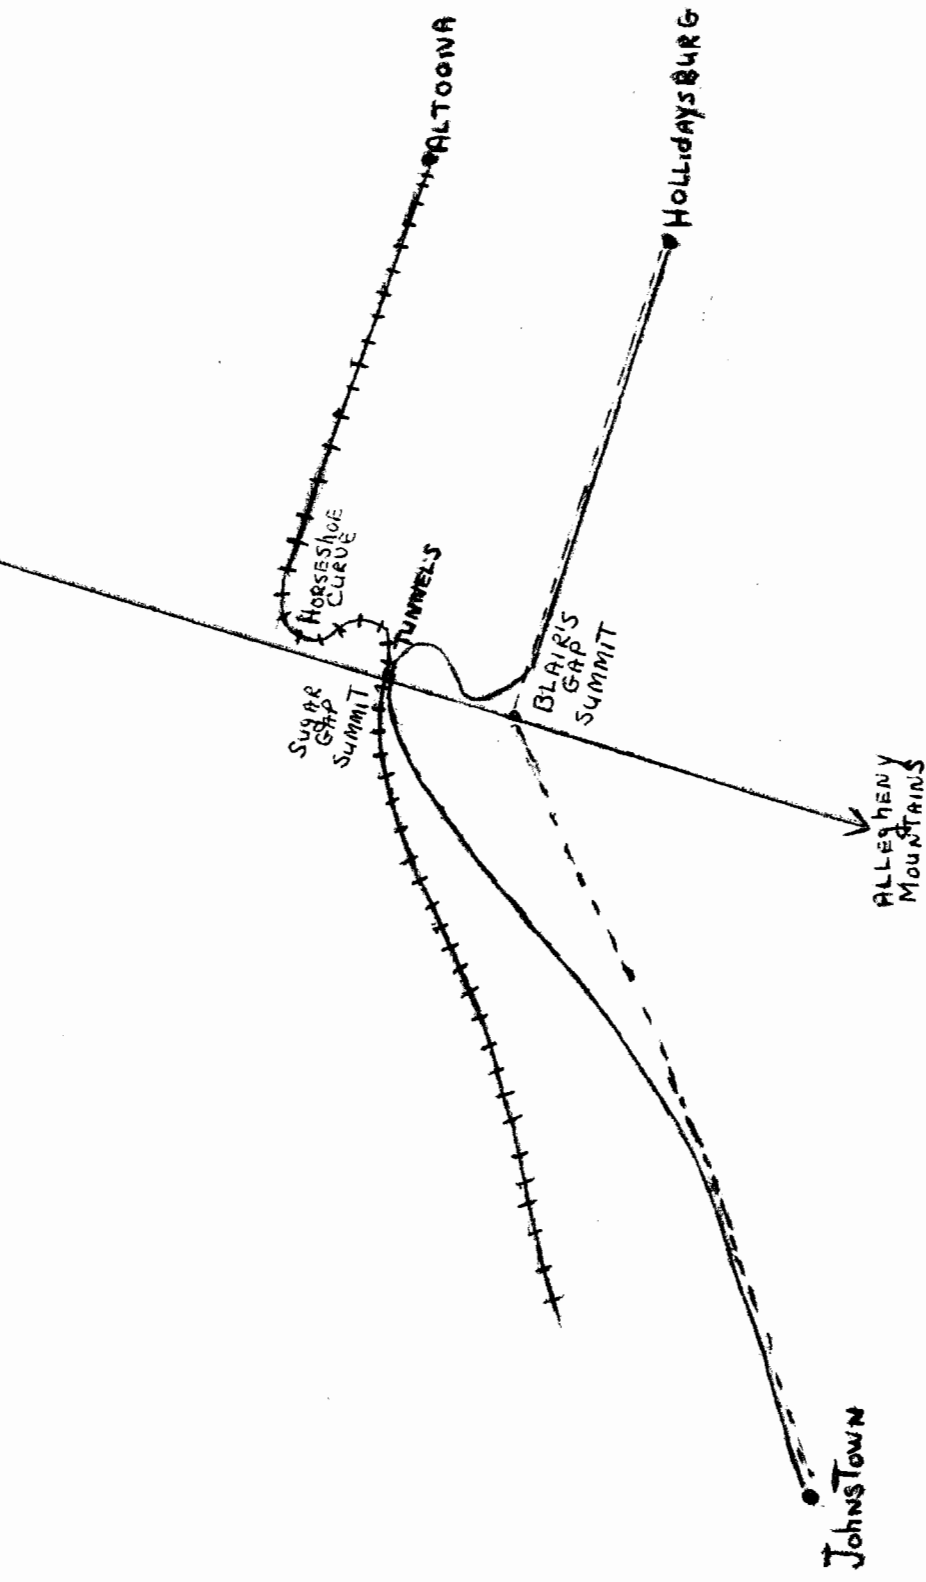 ALTOONA
HOLLIdAYSBURG
HORSESHOE
CURVE
TUNNELS
SUgAR
GAP
SUMMIT
BLAIR'S
GAP
SUMMIT
ALLEghENY
MOUNTAINS
JohNSTOWN